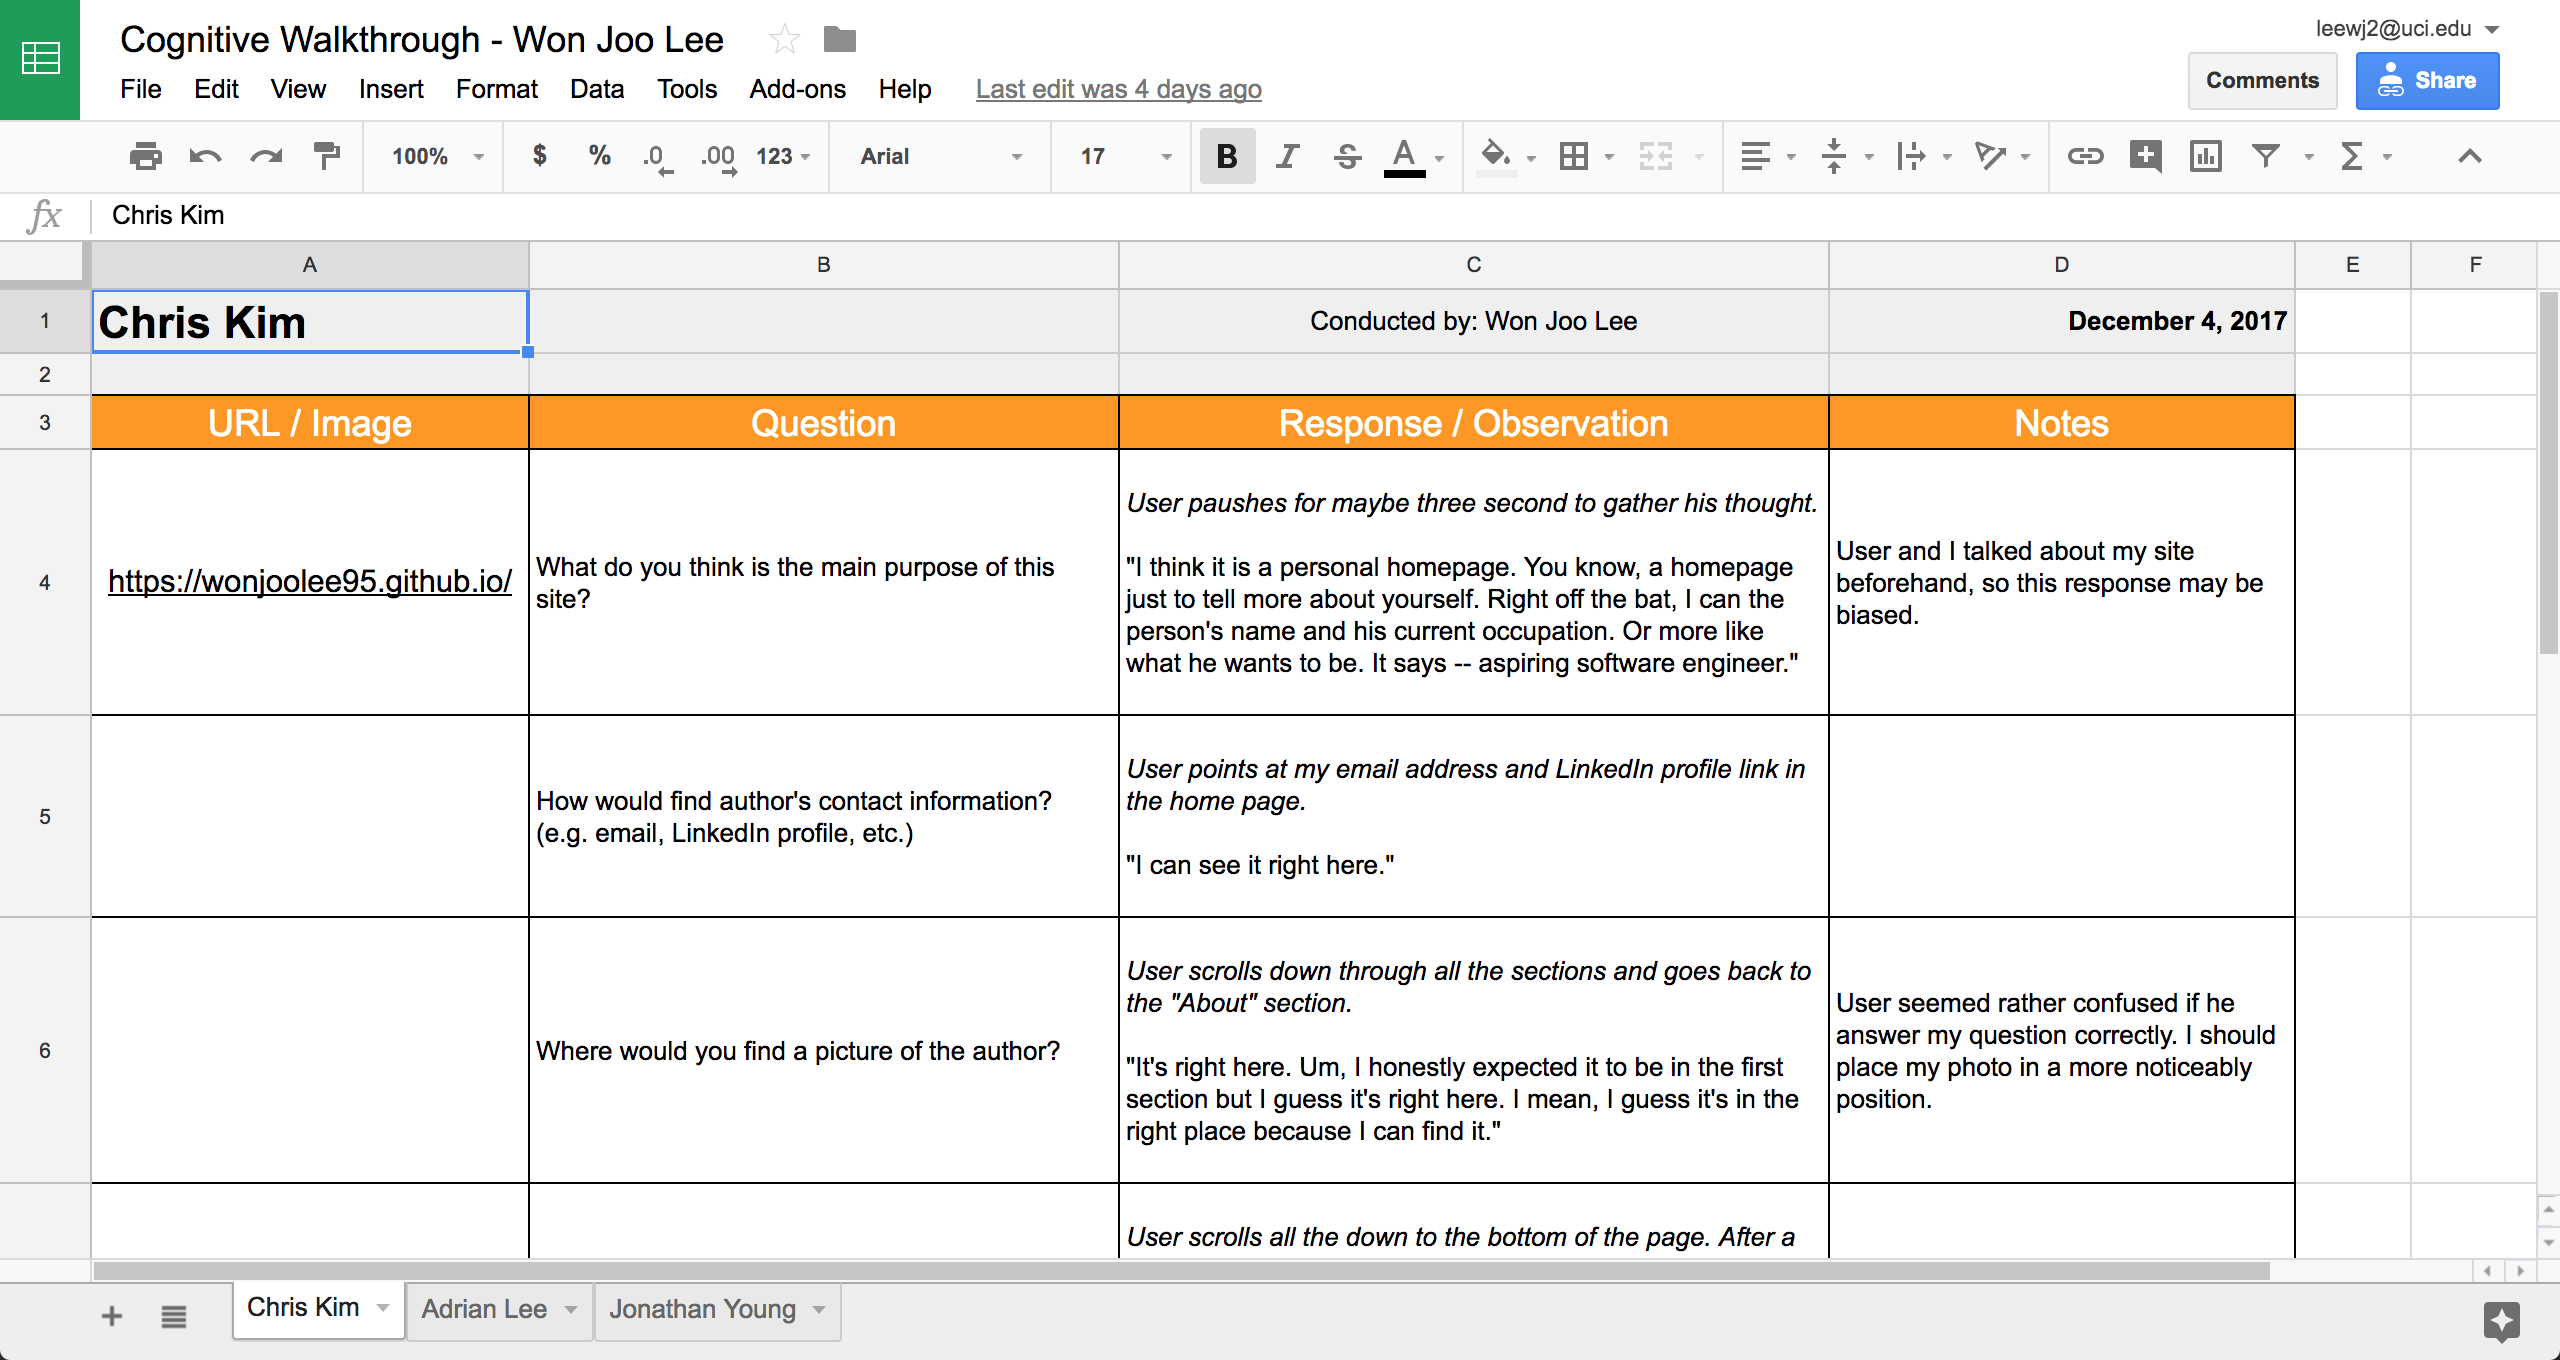 Cognitive Walkthrough - Won Joo Lee
leewj2@uci.edu
File Edit View Insert Format Data Tools Add-ons Help Last edit was 4 days ago
Comments Share
100% $ % .0 .00 123 Arial 17 B I S A
fx Chris Kim
A B C D E F
1 Chris Kim Conducted by: Won Joo Lee December 4, 2017
2
3 URL / Image Question Response / Observation Notes
4
https://wonjoolee95.github.io/
What do you think is the main purpose of this
site?
User paushes for maybe three second to gather his thought.
"I think it is a personal homepage. You know, a homepage
just to tell more about yourself. Right off the bat, I can the
person's name and his current occupation. Or more like
what he wants to be. It says -- aspiring software engineer."
User and I talked about my site
beforehand, so this response may be
biased.
5
How would find author's contact information?
(e.g. email, LinkedIn profile, etc.)
User points at my email address and LinkedIn profile link in
the home page.
"I can see it right here."
6
Where would you find a picture of the author?
User scrolls down through all the sections and goes back to
the "About" section.
"It's right here. Um, I honestly expected it to be in the first
section but I guess it's right here. I mean, I guess it's in the
right place because I can find it."
User seemed rather confused if he
answer my question correctly. I should
place my photo in a more noticeably
position.
User scrolls all the down to the bottom of the page. After a
Chris Kim Adrian Lee Jonathan Young